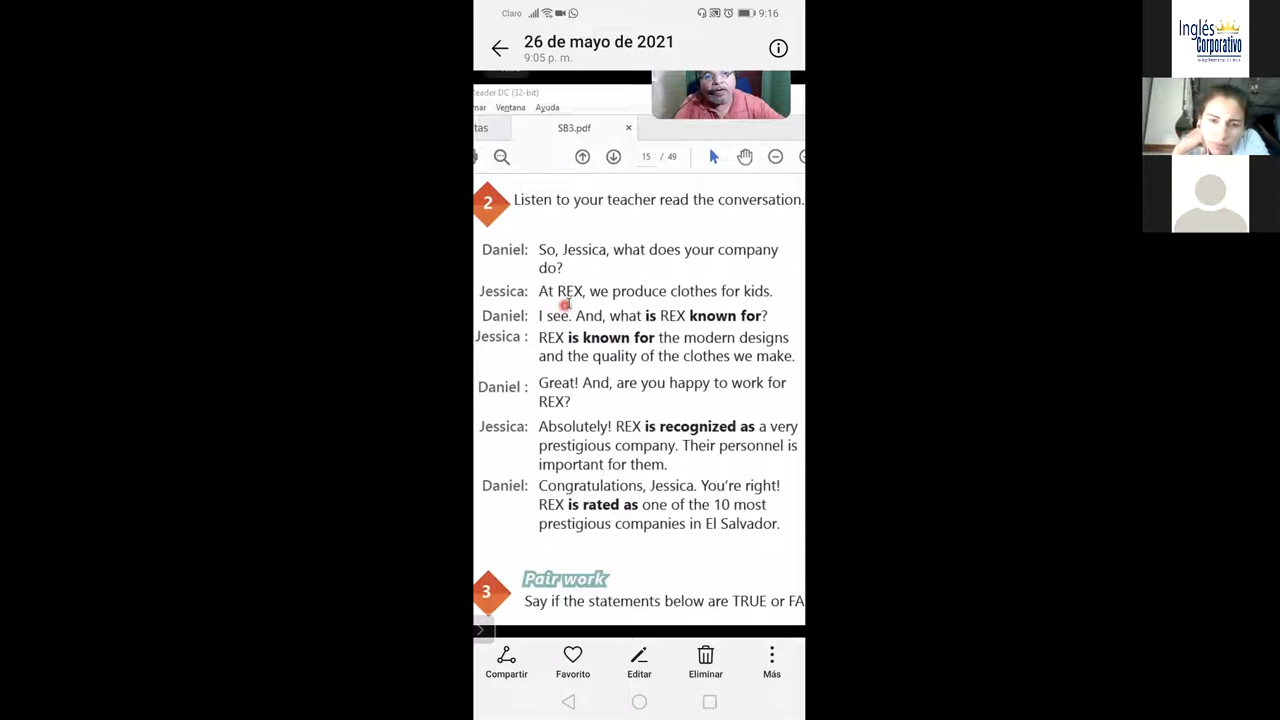 Claro 9:16
26 de mayo de 2021
9:05 p. m.
eader DC (32-bit)
mar Ventana Ayuda
tas SB3.pdf ×
15 / 49
2 Listen to your teacher read the conversation.
Daniel: So, Jessica, what does your company
do?
Jessica: At REX, we produce clothes for kids.
Daniel: I see. And, what is REX known for?
Jessica : REX is known for the modern designs
and the quality of the clothes we make.
Daniel : Great! And, are you happy to work for
REX?
Jessica: Absolutely! REX is recognized as a very
prestigious company. Their personnel is
important for them.
Daniel: Congratulations, Jessica. You’re right!
REX is rated as one of the 10 most
prestigious companies in El Salvador.
3 Pair work
Say if the statements below are TRUE or FA
Compartir Favorito Editar Eliminar Más
Inglés
Corporativo